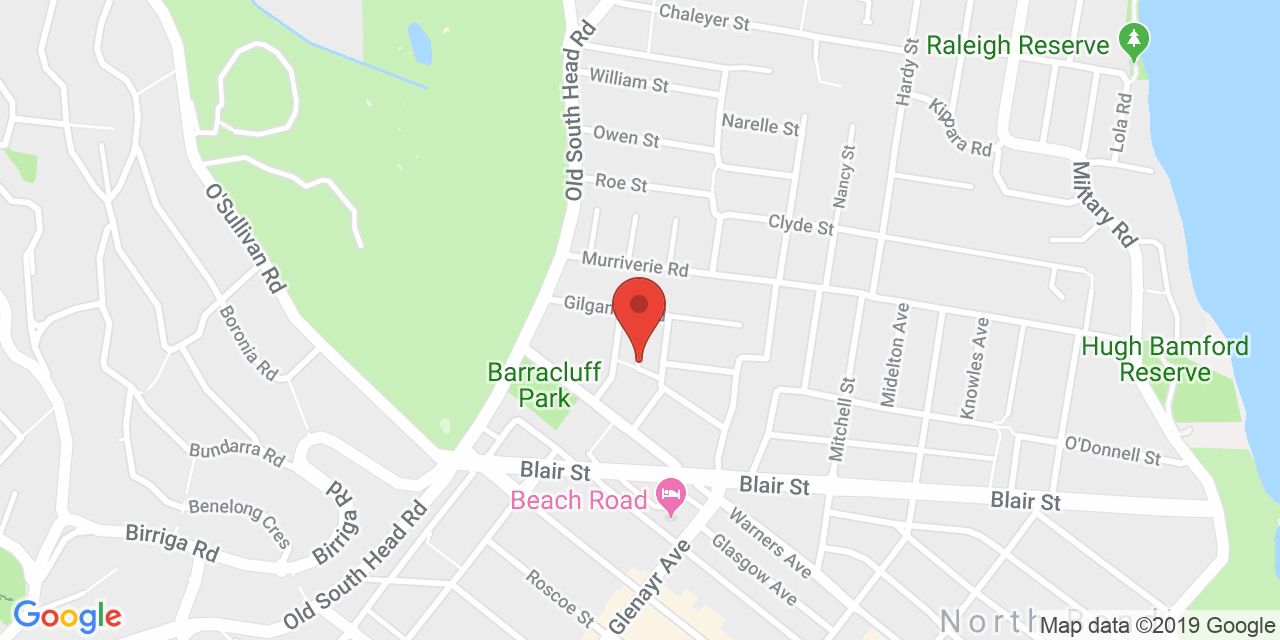 Chaleyer St
Raleigh Reserve
Old South Head Rd
William St
Hardy St
Kippara Rd
Lola Rd
Narelle St
Owen St
Nancy St
Roe St
Military Rd
O'Sullivan Rd
Clyde St
Murriverie Rd
Boronia Rd
Midelton Ave
Knowles Ave
Hugh Bamford
Reserve
Barracluff
Park
Mitchell St
O'Donnell St
Bundarra Rd
Blair St
Blair St
Blair St
Beach Road
Birriga Rd
Benelong Cres
Birriga Rd
Old South Head Rd
Warners Ave
Glasgow Ave
Roscoe St
Glenayr Ave
Google
North
Map data ©2019 Google